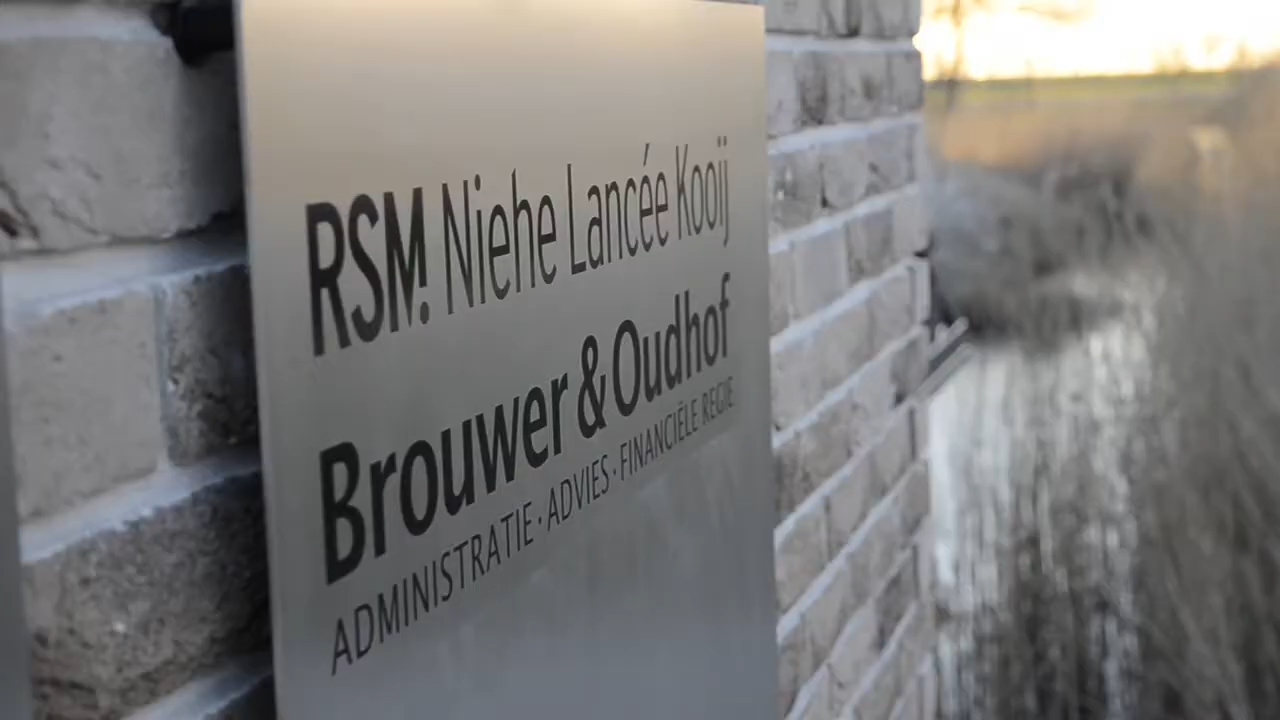 RSM! Niehe Lancée Kooij
Brouwer & Oudhof
ADMINISTRATIE · ADVIES · FINANCIËLE REGIE